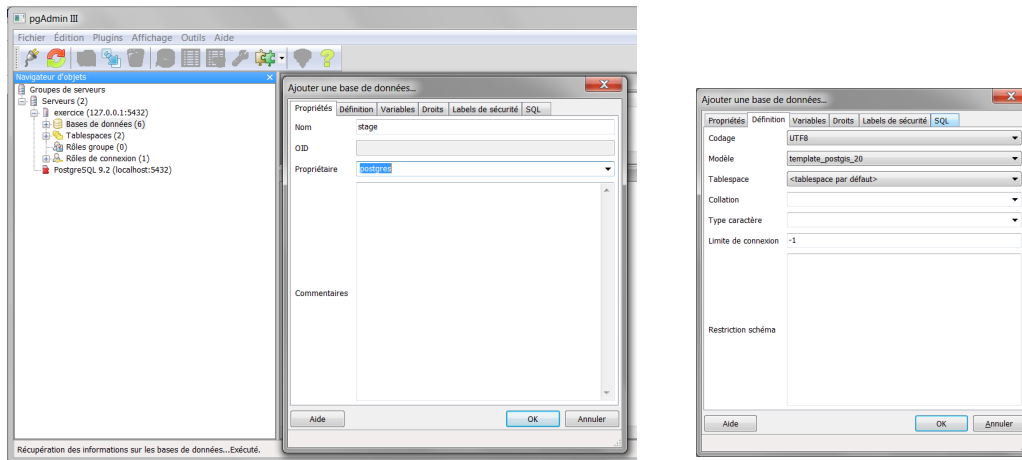 pgAdmin III
Fichier Édition Plugins Affichage Outils Aide
Navigateur d'objets
Groupes de serveurs
Serveurs (2)
exercice (127.0.0.1:5432)
Bases de données (6)
Tablespaces (2)
Rôles groupe (0)
Rôles de connexion (1)
PostgreSQL 9.2 (localhost:5432)
Récupération des informations sur les bases de données...Exécuté.
Ajouter une base de données...
Propriétés Définition Variables Droits Labels de sécurité SQL
Nom stage
OID
Propriétaire postgres
Commentaires
Aide OK Annuler
Ajouter une base de données...
Propriétés Définition Variables Droits Labels de sécurité SQL
Codage UTF8
Modèle template_postgis_20
Tablespace <tablespace par défaut>
Collation
Type caractère
Limite de connexion -1
Restriction schéma
Aide OK Annuler